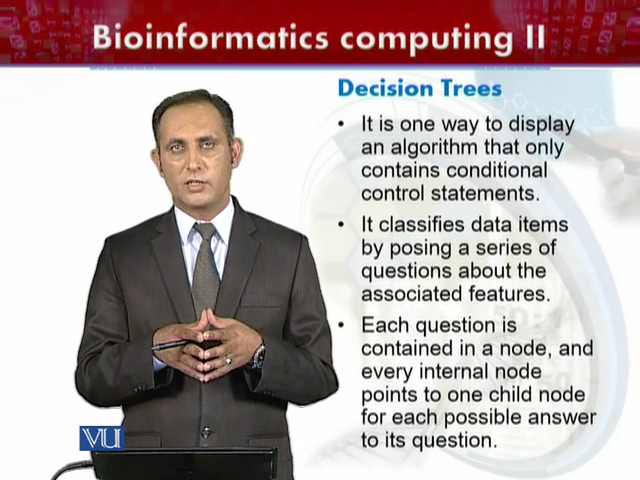 Bioinformatics computing II
Decision Trees
• It is one way to display
an algorithm that only
contains conditional
control statements.
• It classifies data items
by posing a series of
questions about the
associated features.
• Each question is
contained in a node, and
every internal node
points to one child node
for each possible answer
to its question.
VU